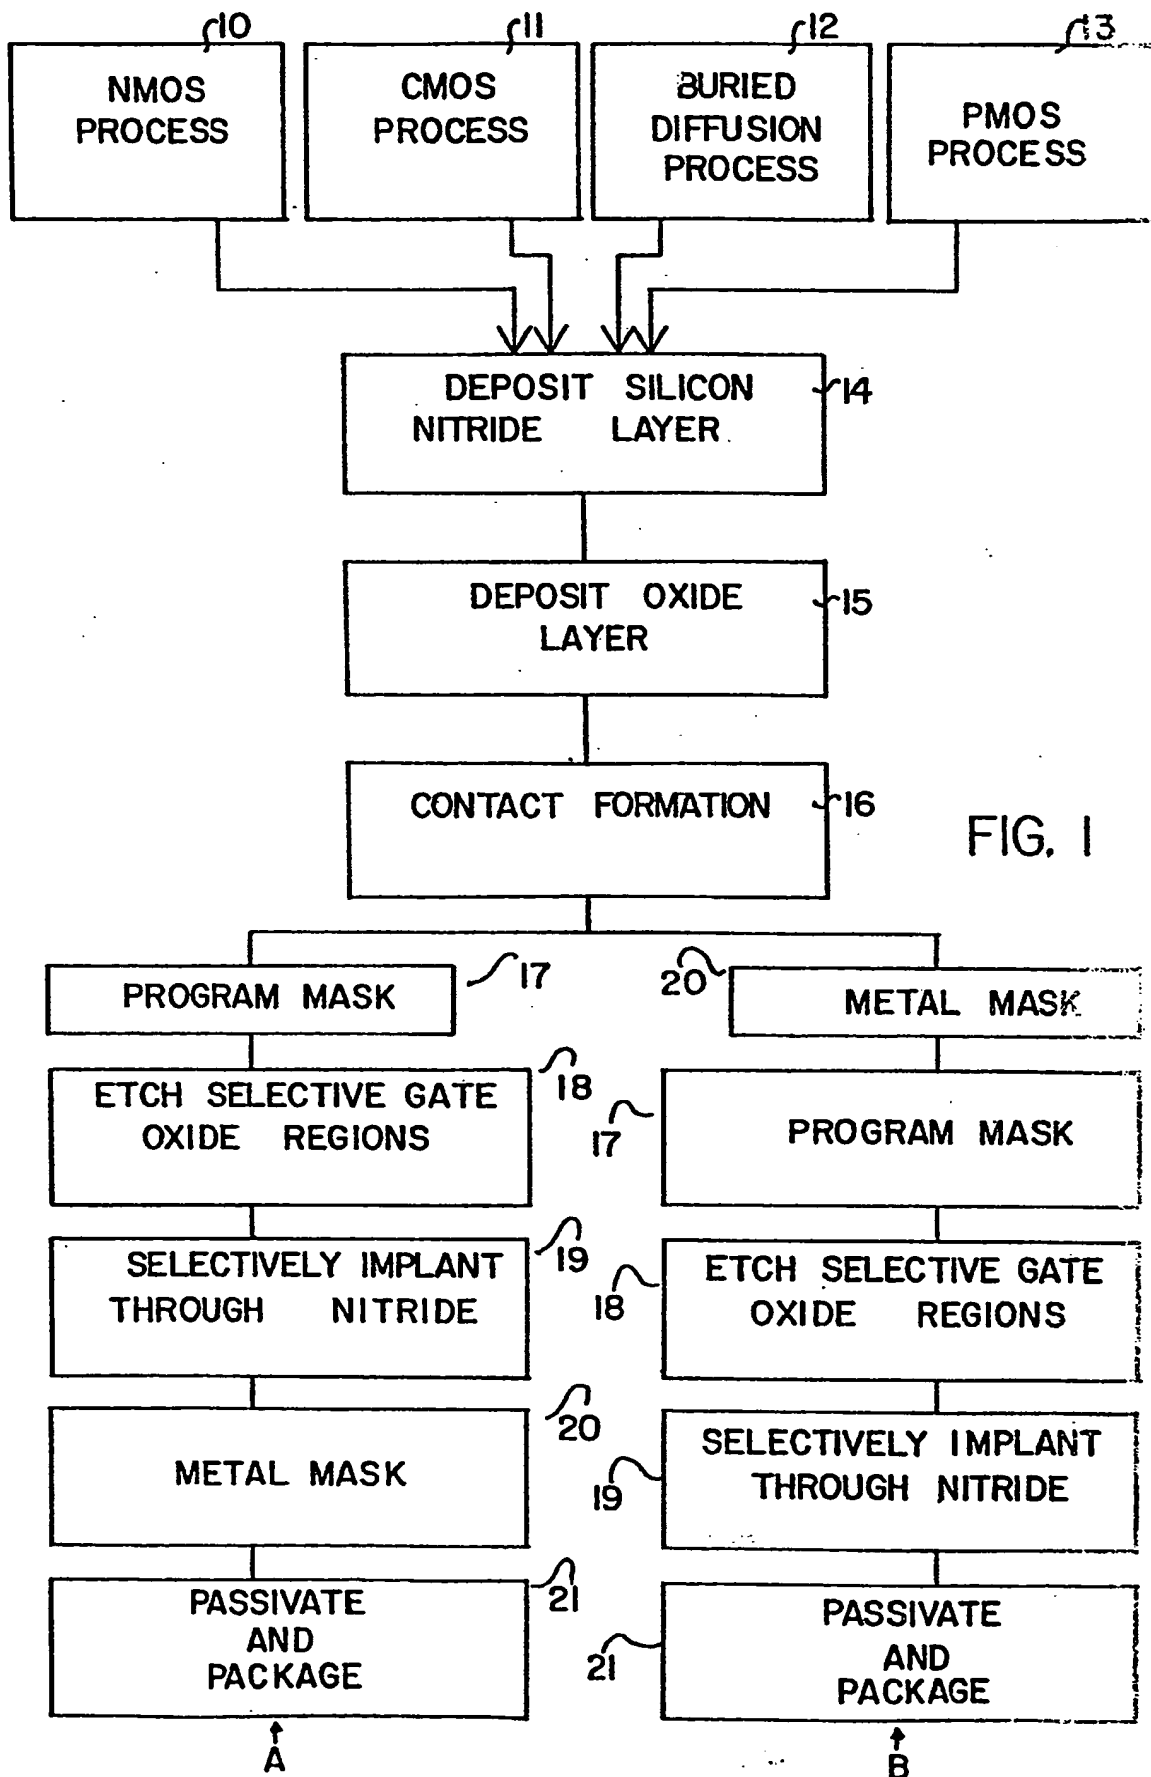 10
11
12
13
NMOS
PROCESS
CMOS
PROCESS
BURIED
DIFFUSION
PROCESS
PMOS
PROCESS
DEPOSIT SILICON
NITRIDE LAYER
14
DEPOSIT OXIDE
LAYER
15
CONTACT FORMATION
16
FIG. 1
PROGRAM MASK
17
ETCH SELECTIVE GATE
OXIDE REGIONS
18
SELECTIVELY IMPLANT
THROUGH NITRIDE
19
METAL MASK
20
PASSIVATE
AND
PACKAGE
21
A
20
METAL MASK
17
PROGRAM MASK
18
ETCH SELECTIVE GATE
OXIDE REGIONS
19
SELECTIVELY IMPLANT
THROUGH NITRIDE
21
PASSIVATE
AND
PACKAGE
B